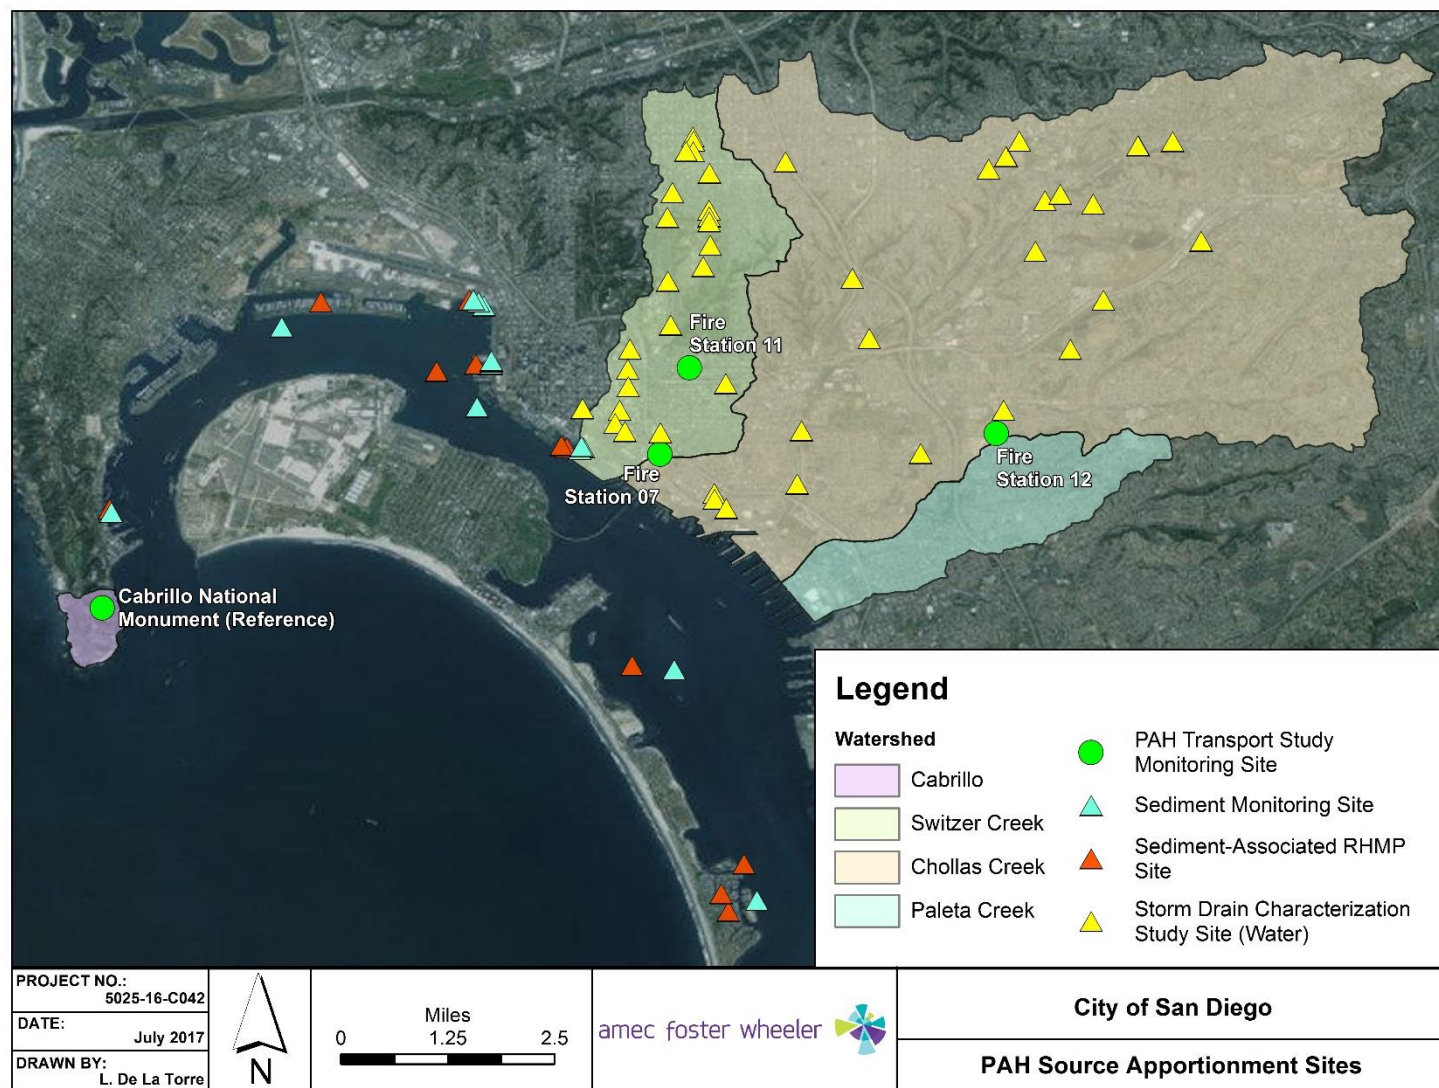 Fire
Station 11
Fire
Station 07
Fire
Station 12
Cabrillo National
Monument (Reference)
Legend
Watershed
Cabrillo
Switzer Creek
Chollas Creek
Paleta Creek
PAH Transport Study
Monitoring Site
Sediment Monitoring Site
Sediment-Associated RHMP
Site
Storm Drain Characterization
Study Site (Water)
PROJECT NO.:
5025-16-C042
DATE:
July 2017
DRAWN BY:
L. De La Torre
N
Miles
0 1.25 2.5
amec foster wheeler
City of San Diego
PAH Source Apportionment Sites